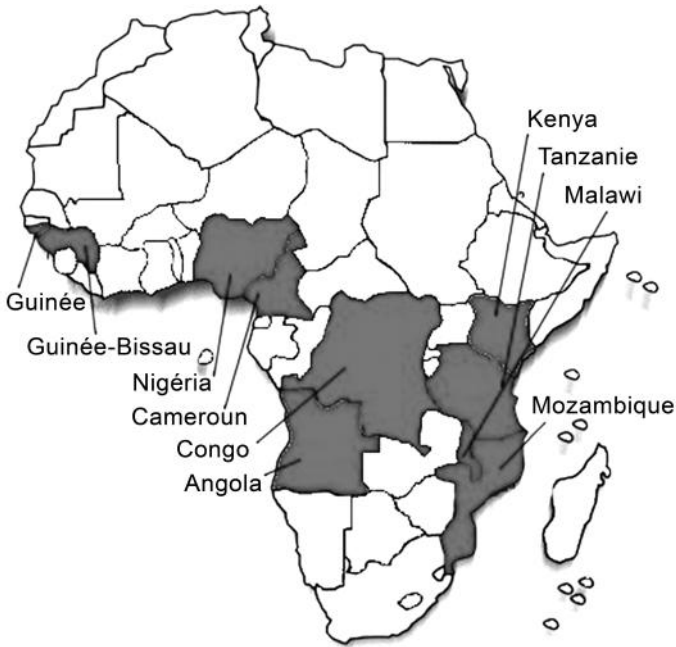 Kenya
Tanzanie
Malawi
Guinée
Guinée-Bissau
Nigéria
Cameroun
Mozambique
Congo
Angola